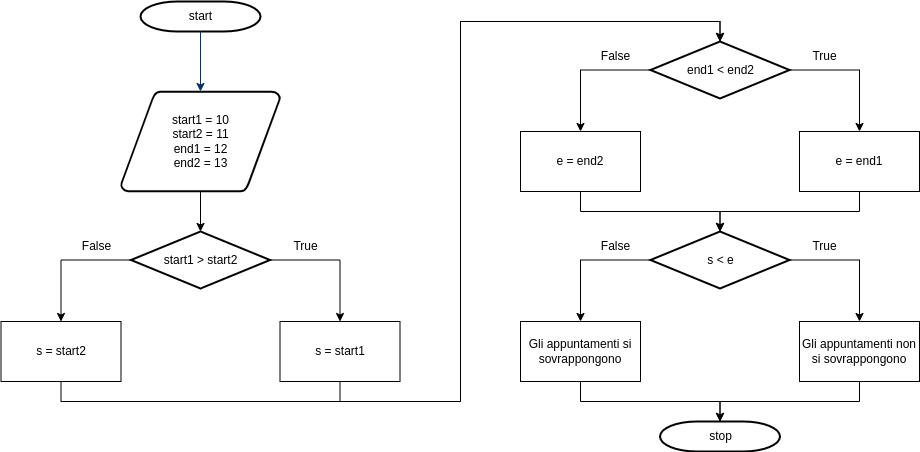 start
start1 = 10
start2 = 11
end1 = 12
end2 = 13
False
True
start1 > start2
s = start2
s = start1
False
True
end1 < end2
e = end2
e = end1
False
True
s < e
Gli appuntamenti si
sovrappongono
Gli appuntamenti non
si sovrappongono
stop